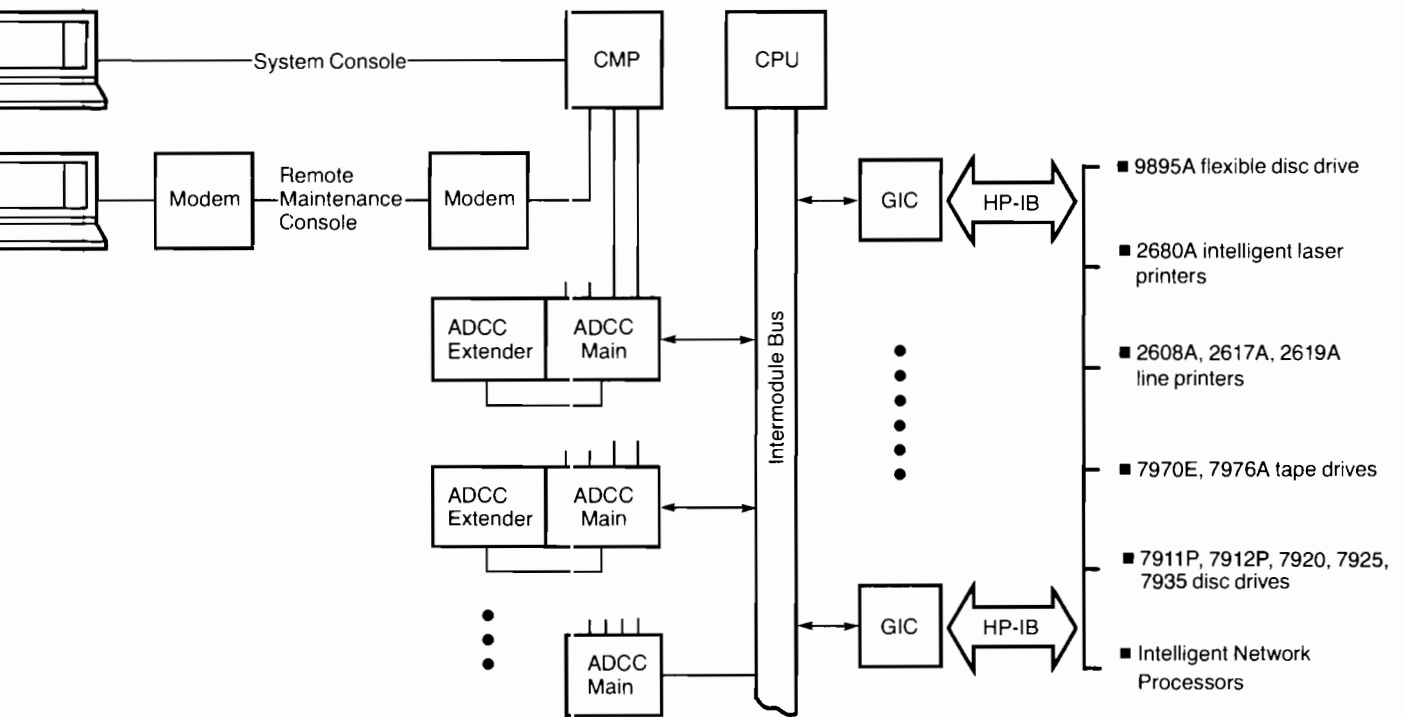 System Console
CMP
CPU
Modem
Remote
Maintenance
Console
Modem
GIC
HP-IB
■ 9895A flexible disc drive
■ 2680A intelligent laser
printers
ADCC
Extender
ADCC
Main
Intermodule Bus
■ 2608A, 2617A, 2619A
line printers
ADCC
Extender
ADCC
Main
■ 7970E, 7976A tape drives
■ 7911P, 7912P, 7920, 7925,
7935 disc drives
GIC
HP-IB
ADCC
Main
■ Intelligent Network
Processors